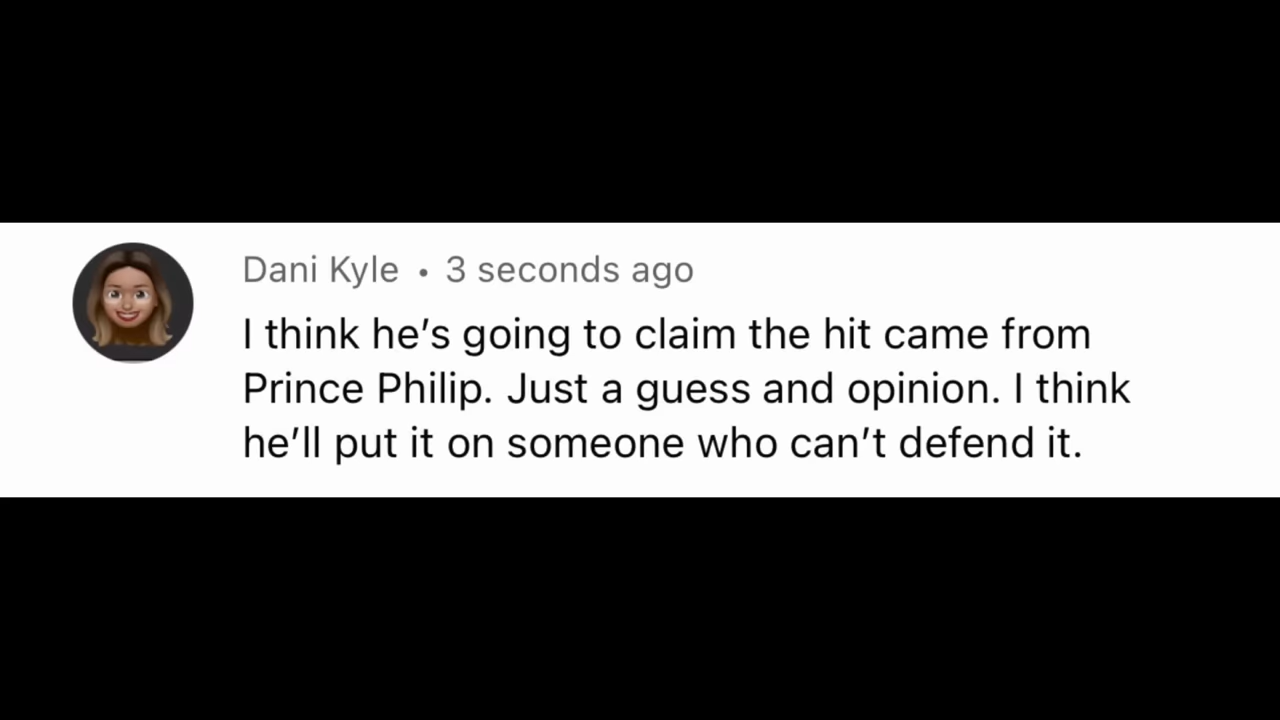 Dani Kyle • 3 seconds ago
I think he’s going to claim the hit came from
Prince Philip. Just a guess and opinion. I think
he’ll put it on someone who can’t defend it.